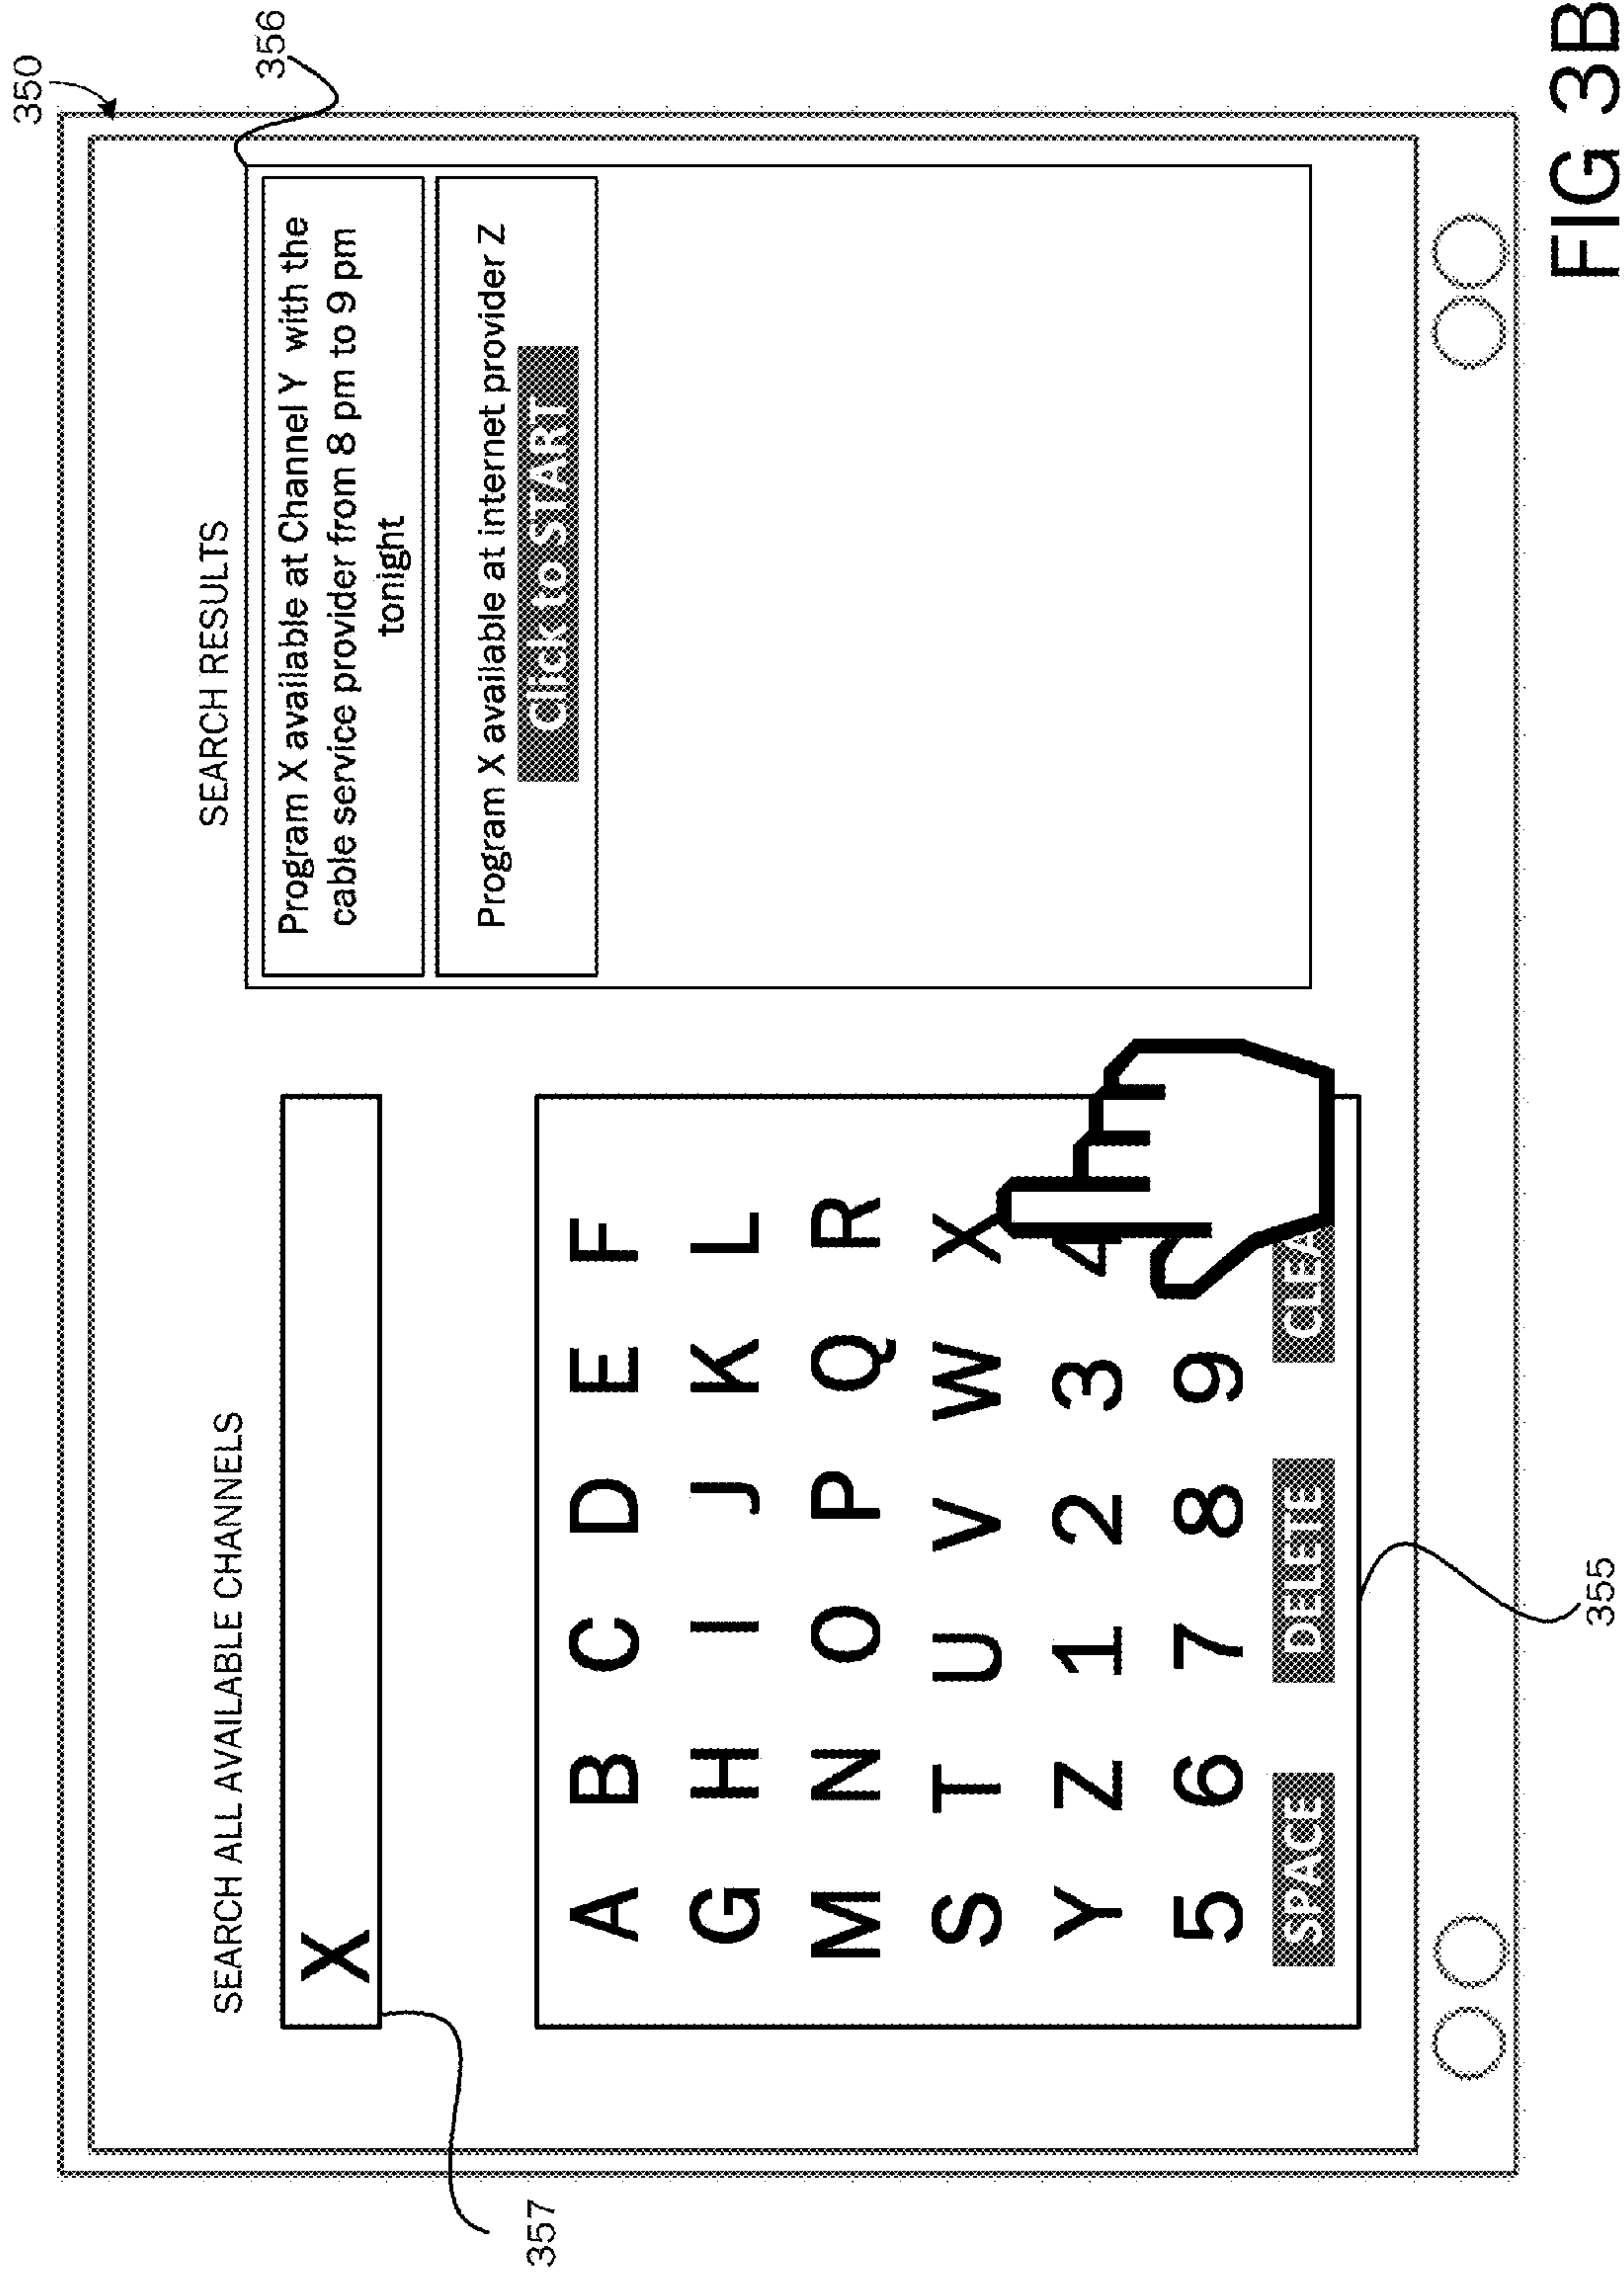 350
356
SEARCH ALL AVAILABLE CHANNELS
X
357
A B C D E F
G H I J K L
M N O P Q R
S T U V W X
Y Z 1 2 3 4
5 6 7 8 9
SPACE DELETE CLEA
355
SEARCH RESULTS
Program X available at Channel Y with the
cable service provider from 8 pm to 9 pm
tonight
Program X available at internet provider Z
Click to START
FIG 3B